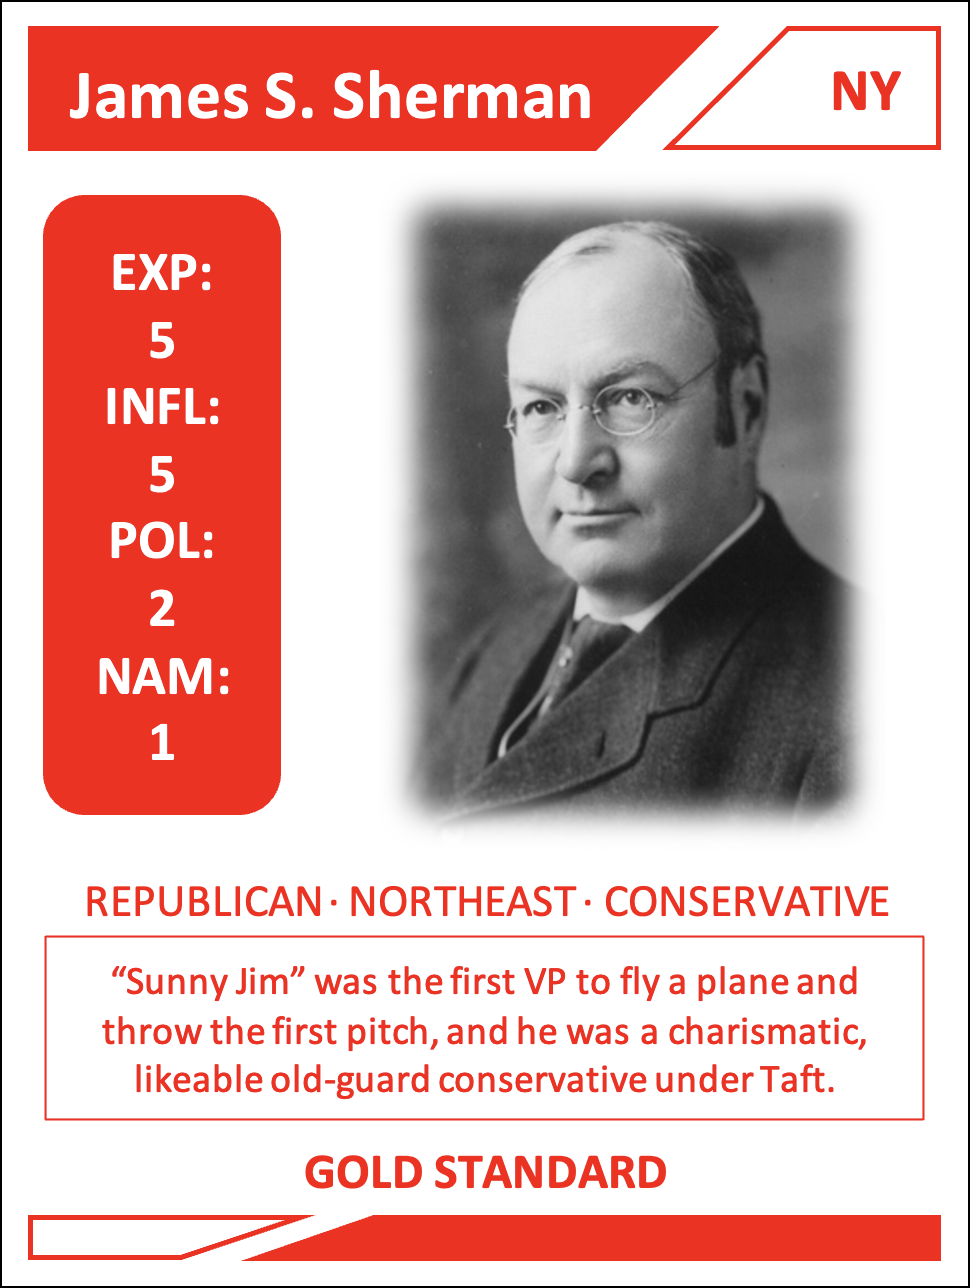 James S. Sherman
NY
EXP:
5
INFL:
5
POL:
2
NAM:
1
REPUBLICAN · NORTHEAST · CONSERVATIVE
“Sunny Jim” was the first VP to fly a plane and
throw the first pitch, and he was a charismatic,
likeable old-guard conservative under Taft.
GOLD STANDARD